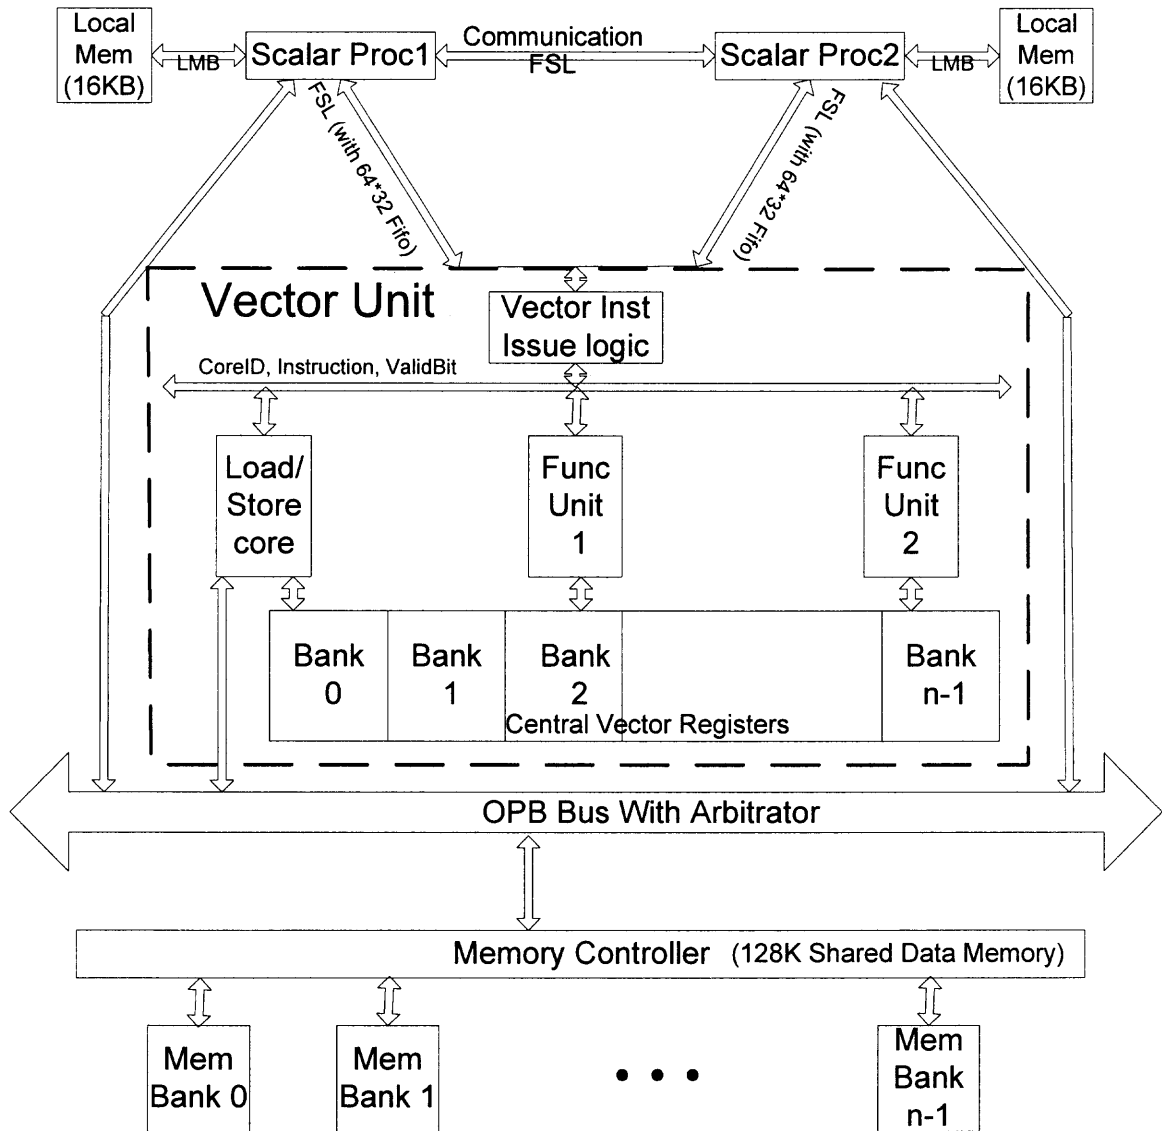 Local
Mem
(16KB)
LMB
Scalar Proc1
Communication
FSL
Scalar Proc2
LMB
Local
Mem
(16KB)
FSL (with 64*32 Fifo)
FSL (with 64*32 Fifo)
Vector Unit
Vector Inst
Issue logic
CoreID, Instruction, ValidBit
Load/
Store
core
Func
Unit
1
Func
Unit
2
Bank
0
Bank
1
Bank
2
Bank
n-1
Central Vector Registers
OPB Bus With Arbitrator
Memory Controller (128K Shared Data Memory)
Mem
Bank 0
Mem
Bank 1
Mem
Bank
n-1